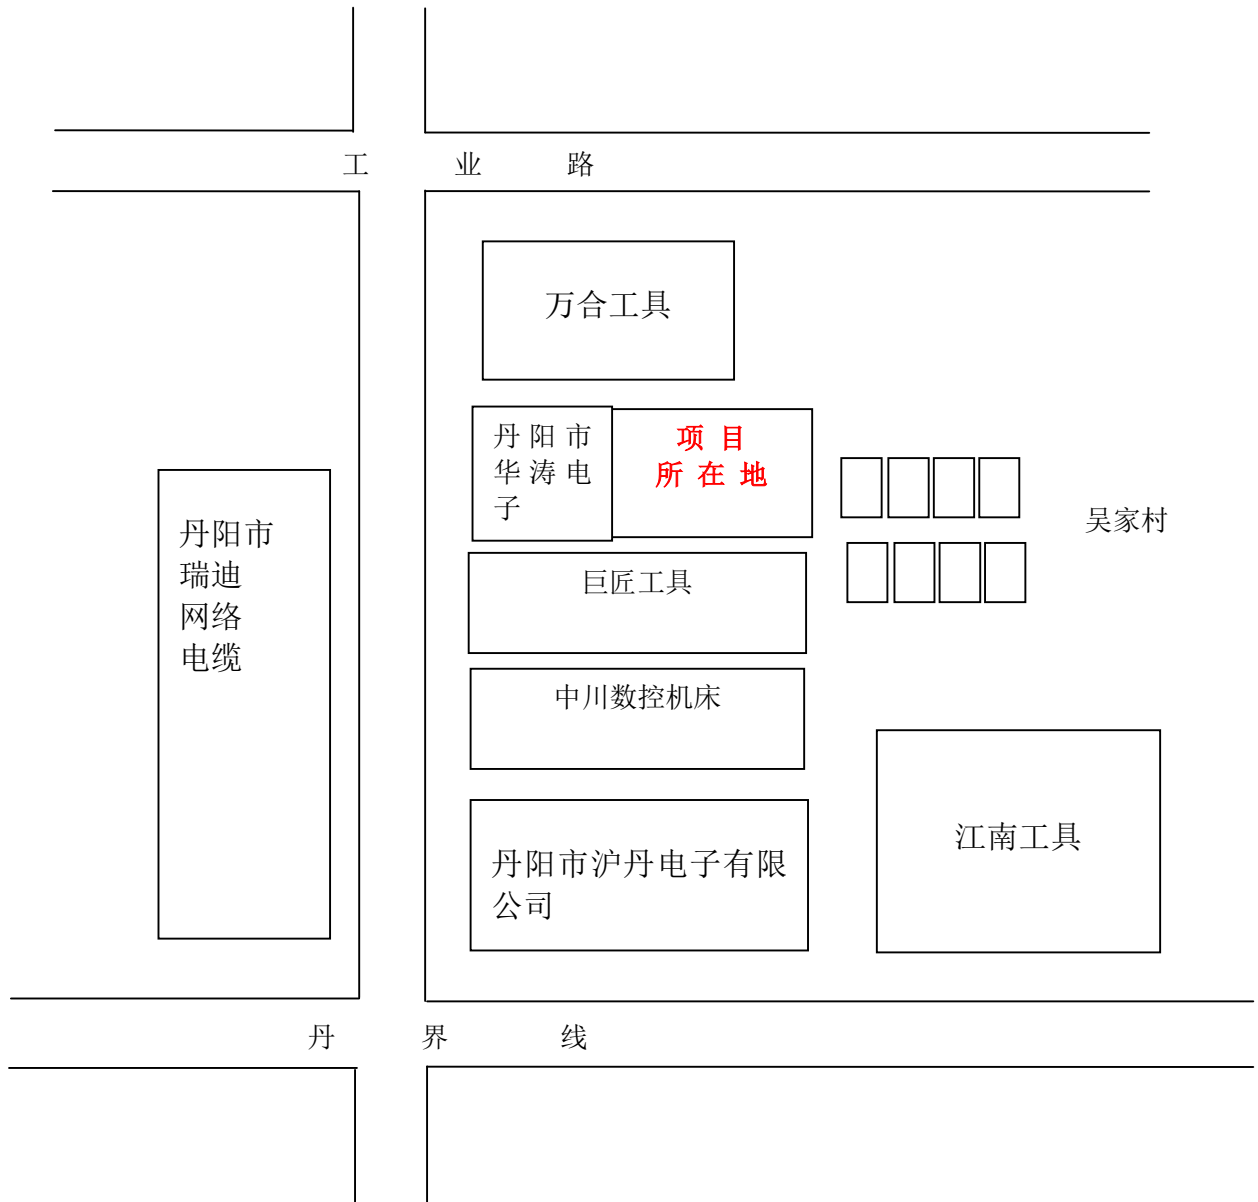 工业路
万合工具
丹阳市
华涛电
子
项目
所在地
吴家村
丹阳市
瑞迪
网络
电缆
巨匠工具
中川数控机床
江南工具
丹阳市沪丹电子有限
公司
丹界线